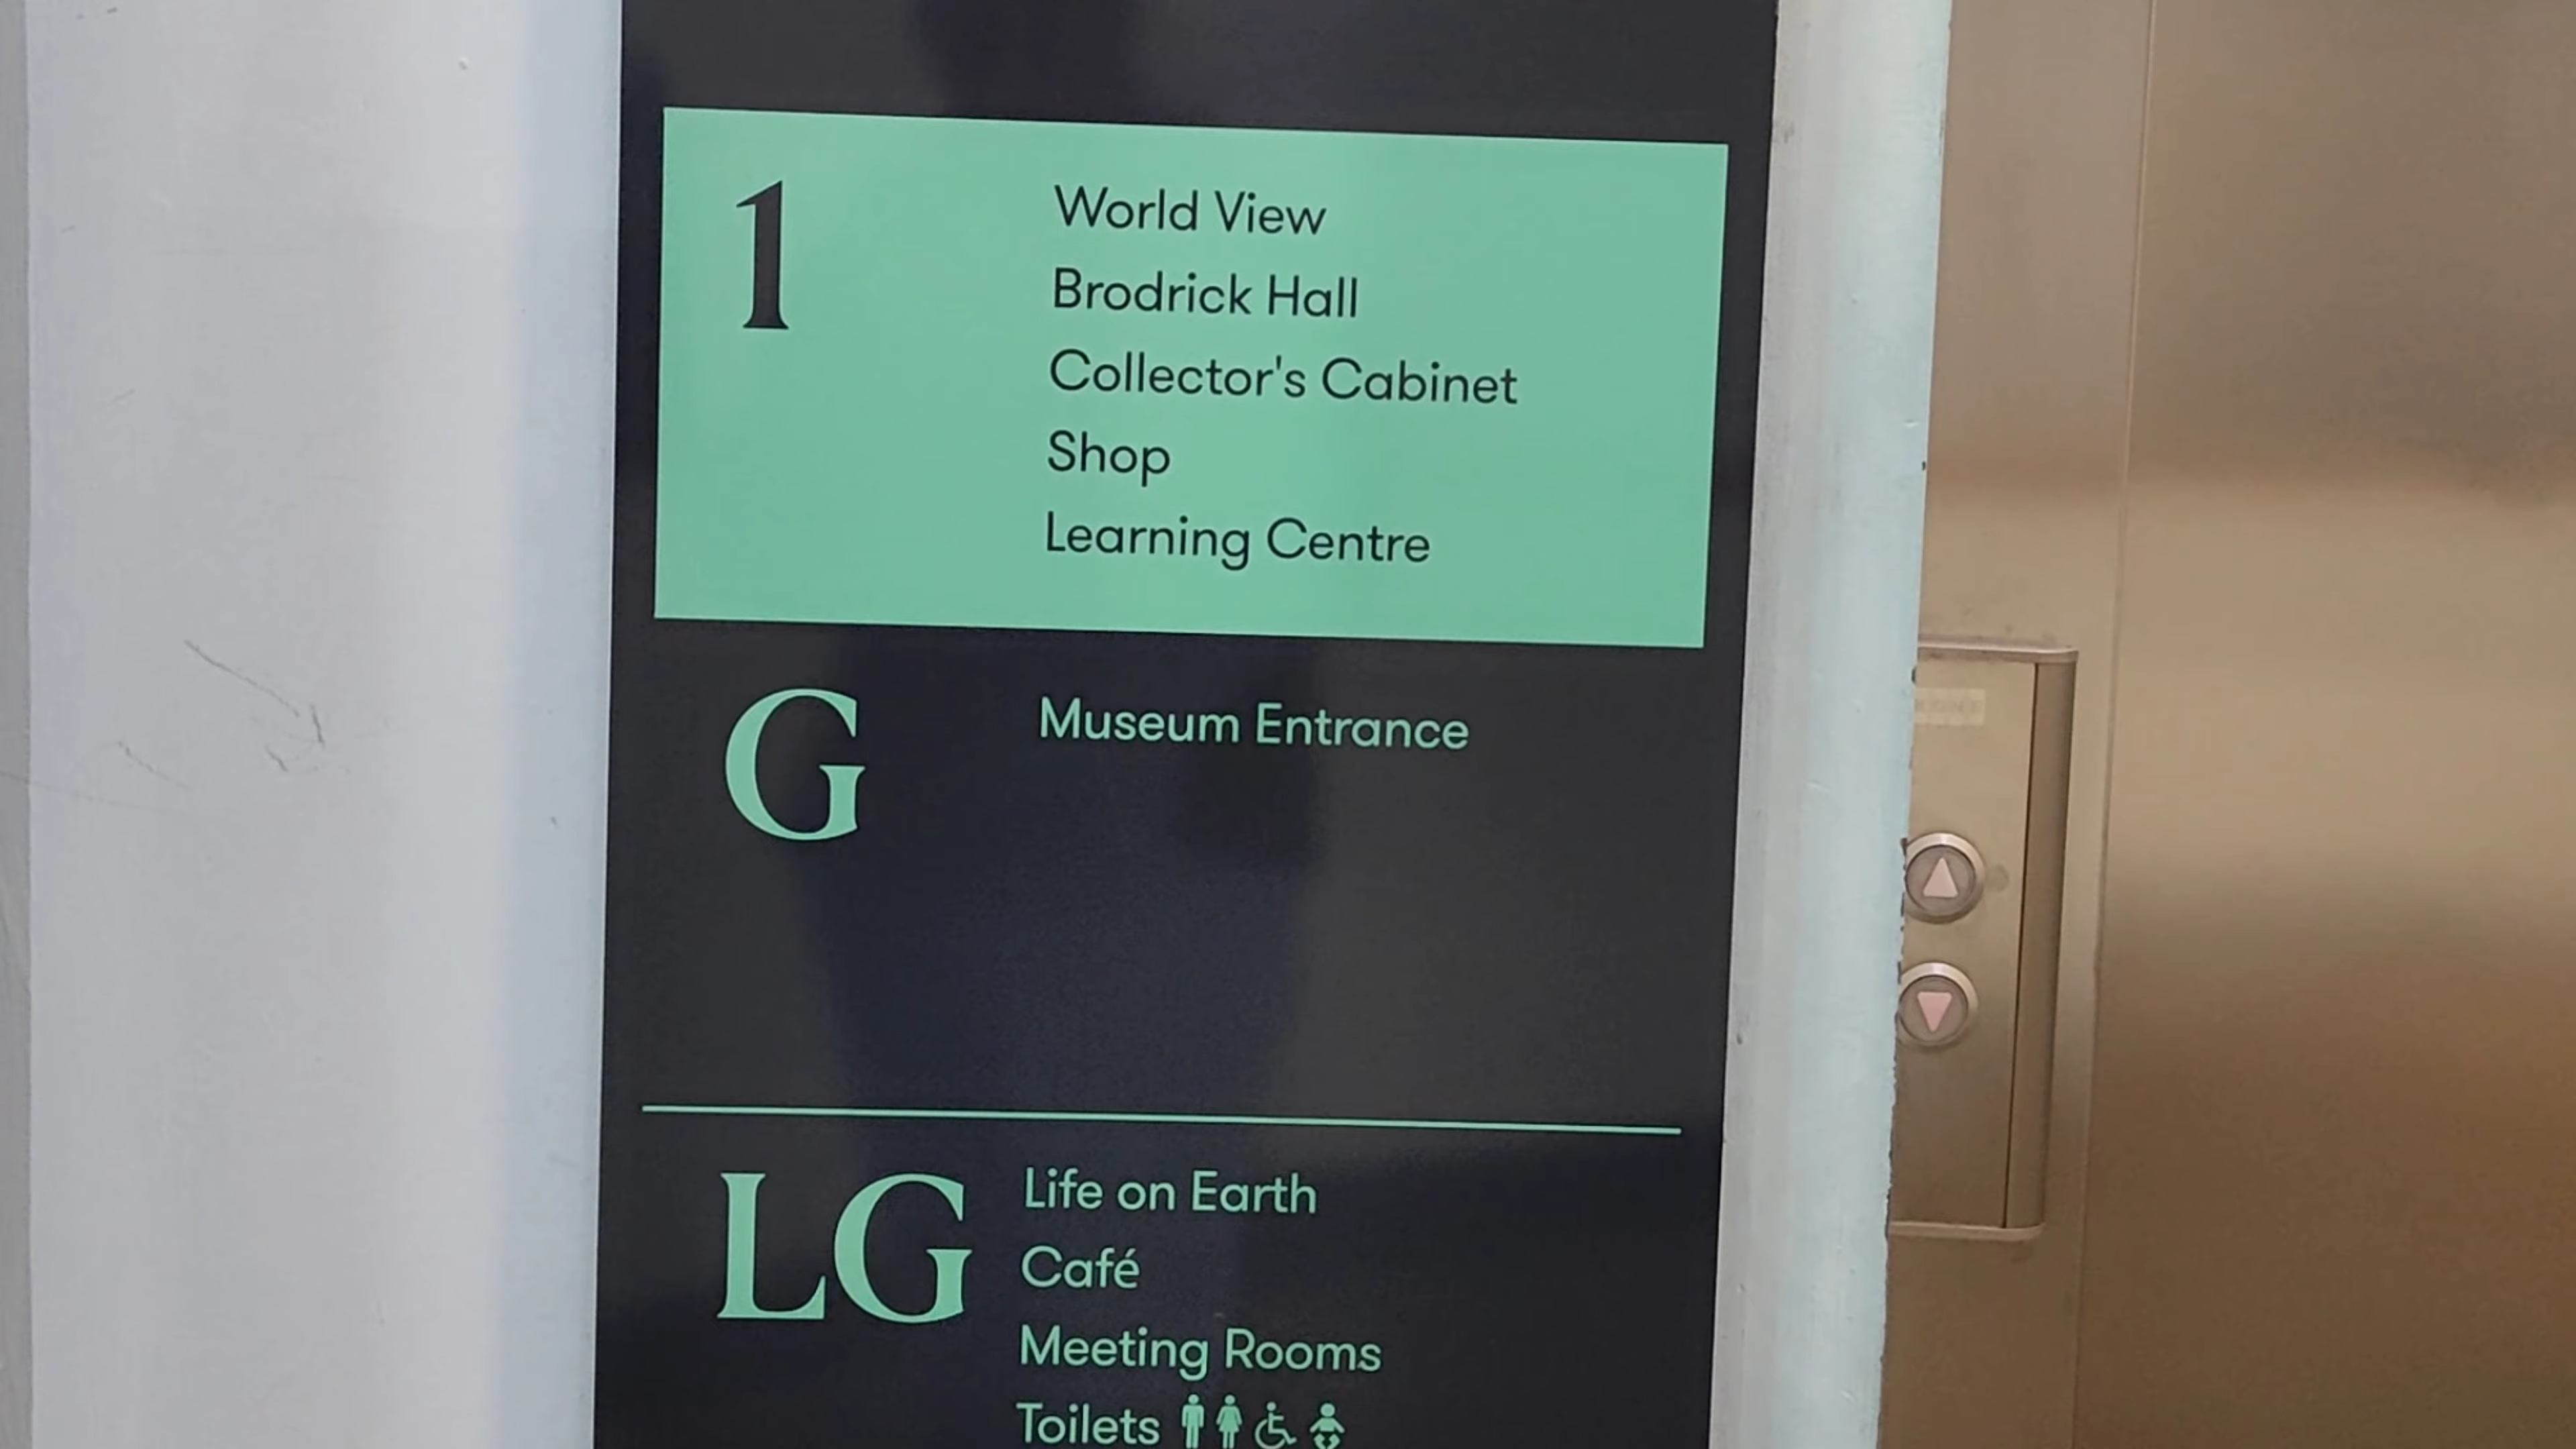 1
World View
Brodrick Hall
Collector's Cabinet
Shop
Learning Centre
G
Museum Entrance
LG
Life on Earth
Café
Meeting Rooms
Toilets